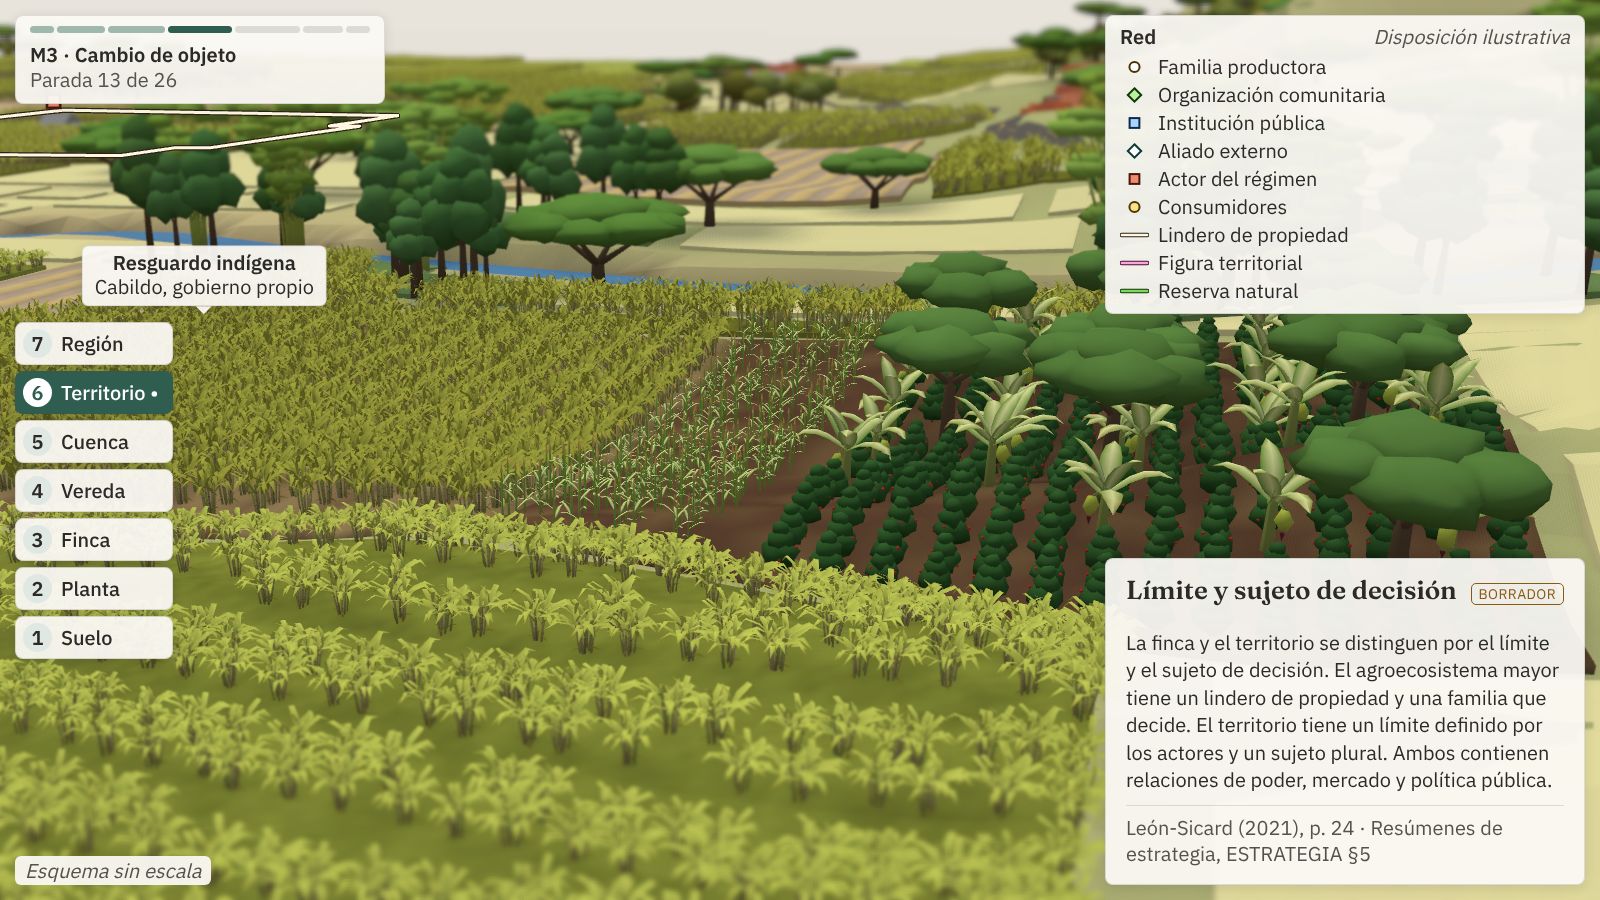 M3 · Cambio de objeto
Parada 13 de 26
Red
Disposición ilustrativa
Familia productora
Organización comunitaria
Institución pública
Aliado externo
Actor del régimen
Consumidores
Lindero de propiedad
Figura territorial
Reserva natural
Resguardo indígena
Cabildo, gobierno propio
7 Región
6 Territorio •
5 Cuenca
4 Vereda
3 Finca
2 Planta
1 Suelo
Límite y sujeto de decisión
BORRADOR
La finca y el territorio se distinguen por el límite
y el sujeto de decisión. El agroecosistema mayor
tiene un lindero de propiedad y una familia que
decide. El territorio tiene un límite definido por
los actores y un sujeto plural. Ambos contienen
relaciones de poder, mercado y política pública.
León-Sicard (2021), p. 24 · Resúmenes de
estrategia, ESTRATEGIA §5
Esquema sin escala